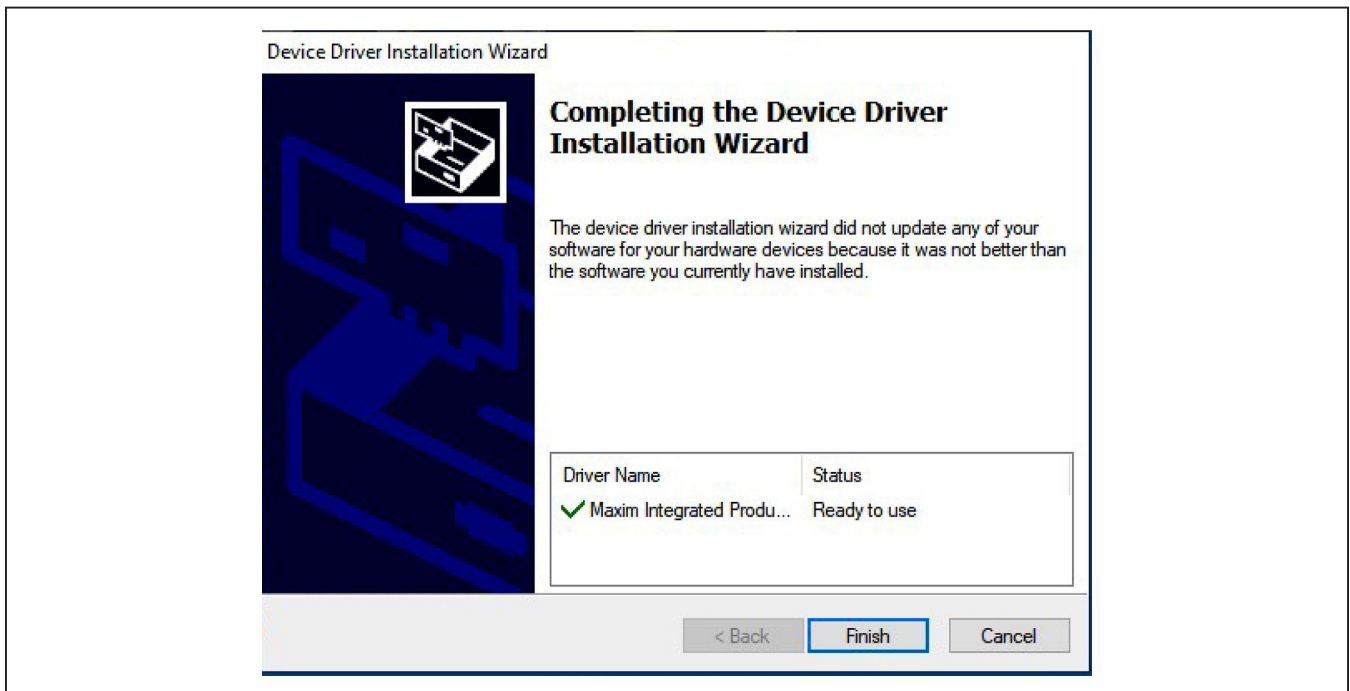 Device Driver Installation Wizard
Completing the Device Driver
Installation Wizard
The device driver installation wizard did not update any of your
software for your hardware devices because it was not better than
the software you currently have installed.
Driver Name Status
Maxim Integrated Produ... Ready to use
< Back Finish Cancel